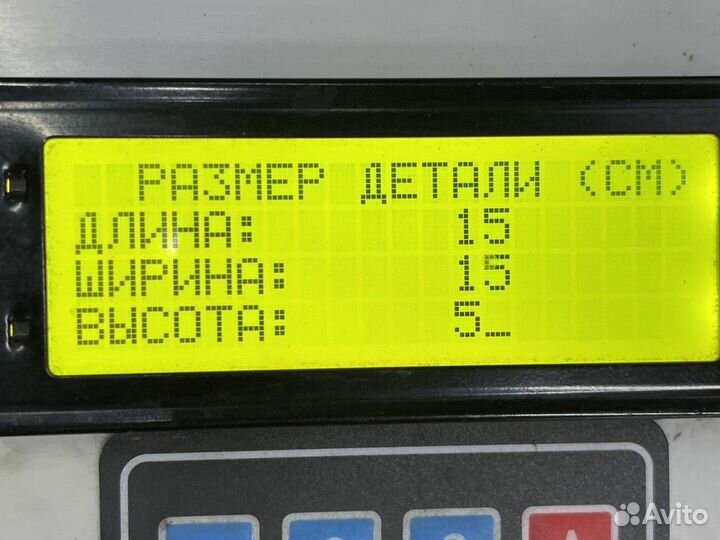 РАЗМЕР ДЕТАЛИ (СМ)
ДЛИНА: 15
ШИРИНА: 15
ВЫСОТА: 5_
Avito